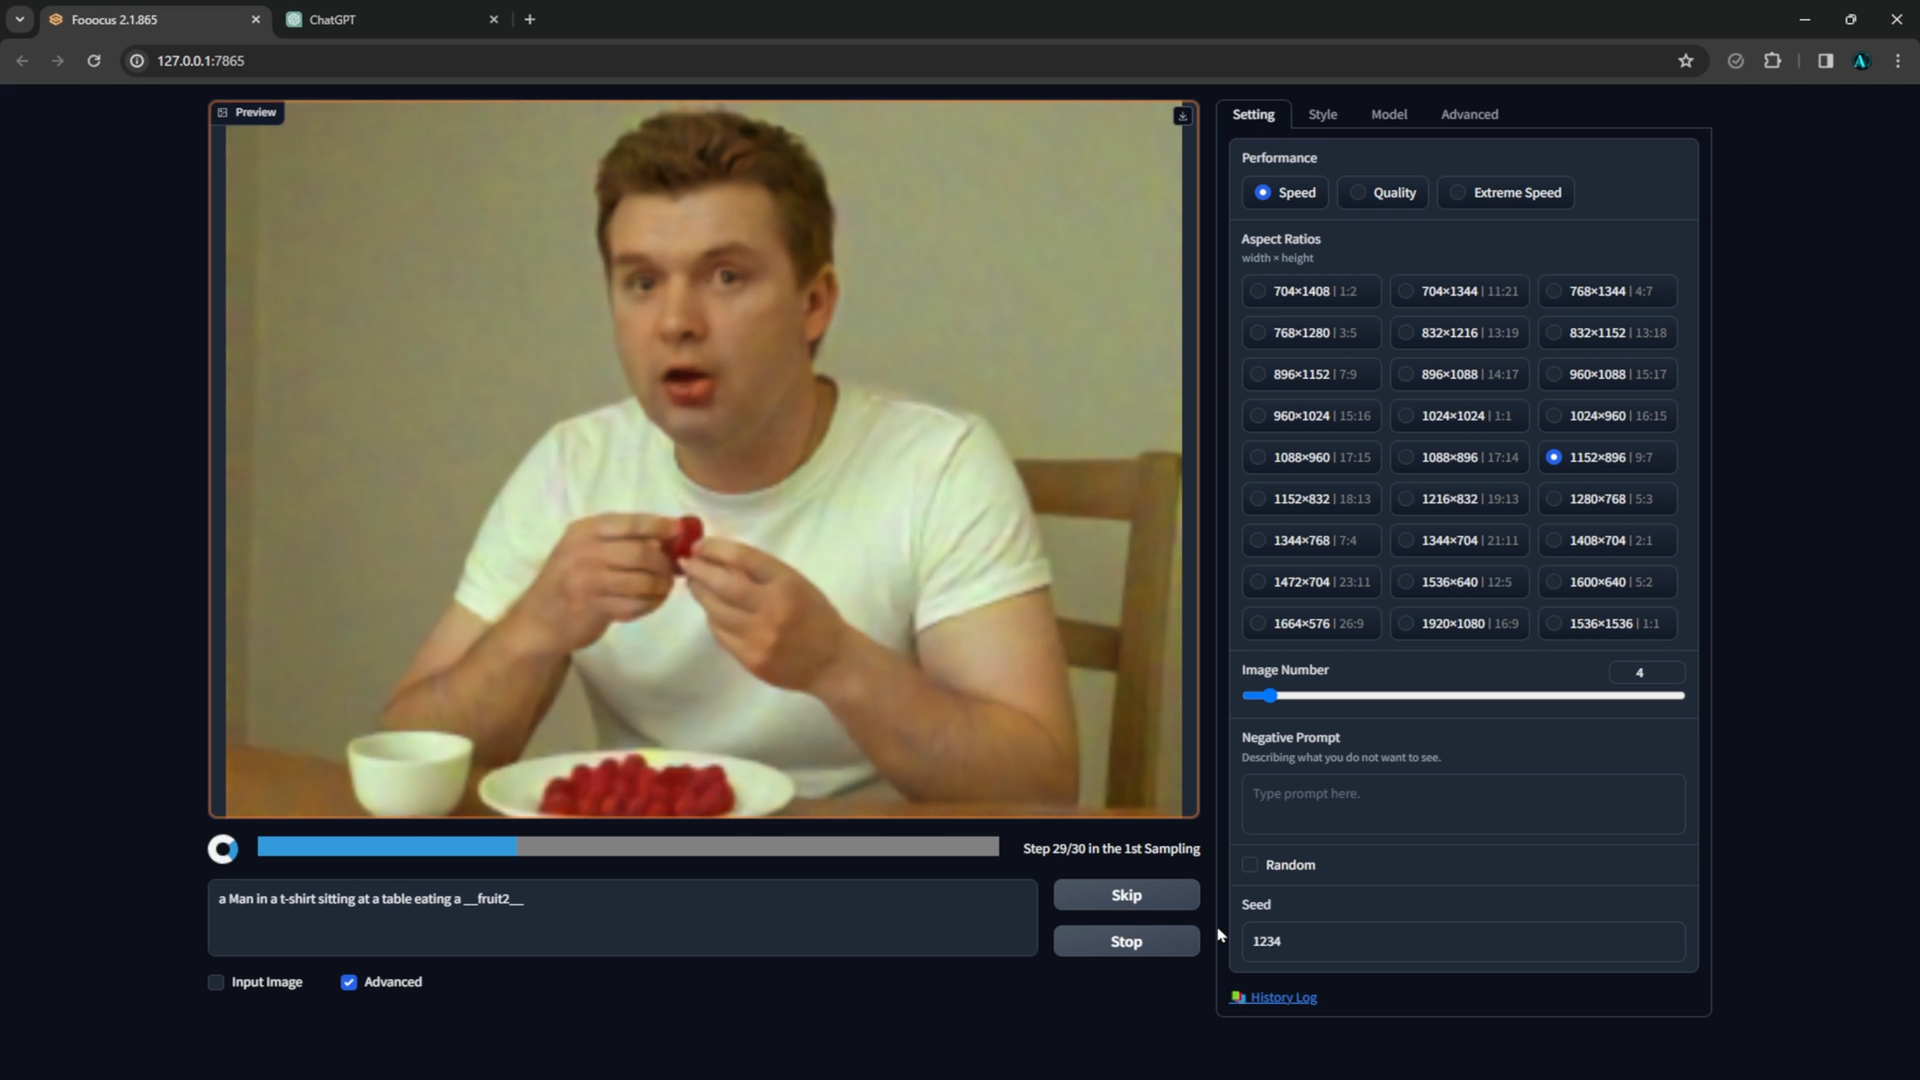 Fooocus 2.1.865
ChatGPT
127.0.0.1:7865
Preview
Step 29/30 in the 1st Sampling
a Man in a t-shirt sitting at a table eating a __fruit2__
Skip
Stop
Input Image
Advanced
Setting Style Model Advanced
Performance
Speed Quality Extreme Speed
Aspect Ratios
width × height
704×1408 | 1:2 704×1344 | 11:21 768×1344 | 4:7
768×1280 | 3:5 832×1216 | 13:19 832×1152 | 13:18
896×1152 | 7:9 896×1088 | 14:17 960×1088 | 15:17
960×1024 | 15:16 1024×1024 | 1:1 1024×960 | 16:15
1088×960 | 17:15 1088×896 | 17:14 1152×896 | 9:7
1152×832 | 18:13 1216×832 | 19:13 1280×768 | 5:3
1344×768 | 7:4 1344×704 | 21:11 1408×704 | 2:1
1472×704 | 23:11 1536×640 | 12:5 1600×640 | 5:2
1664×576 | 26:9 1920×1080 | 16:9 1536×1536 | 1:1
Image Number
4
Negative Prompt
Describing what you do not want to see.
Type prompt here.
Random
Seed
1234
History Log